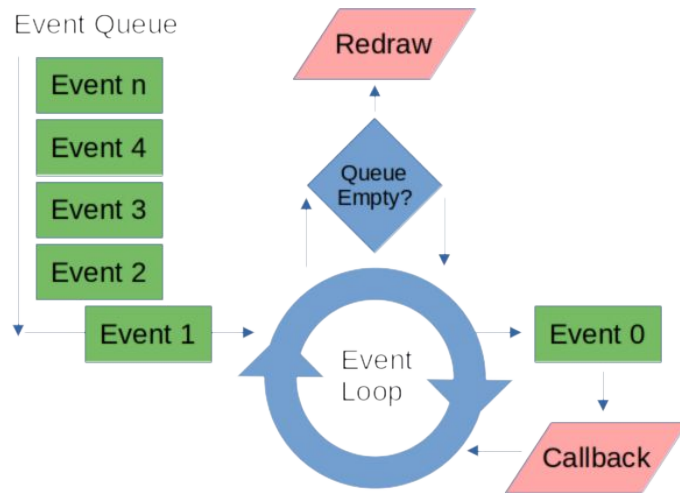 Event Queue
Redraw
Event n
Event 4
Queue
Empty?
Event 3
Event 2
Event 1
Event 0
Event
Loop
Callback